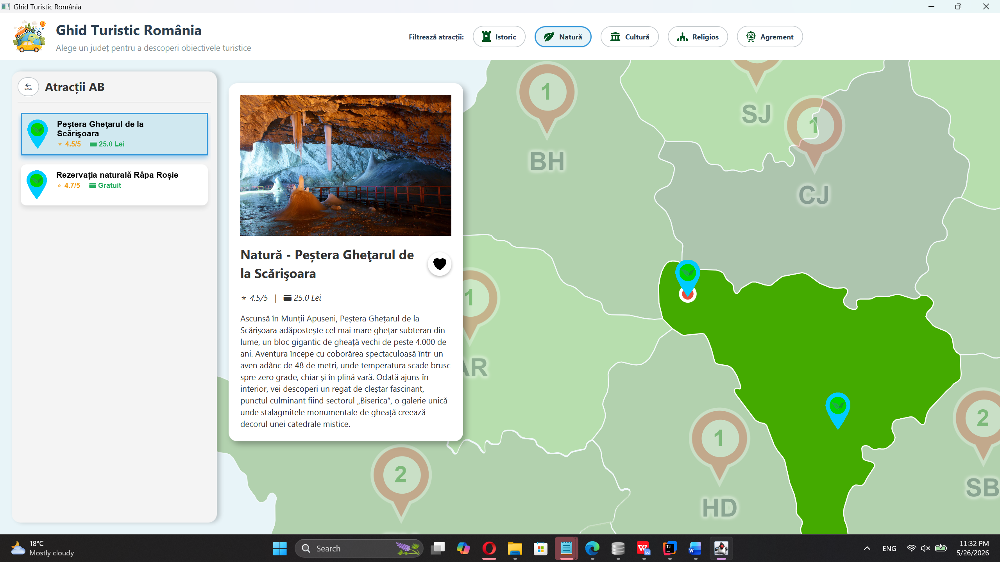 Ghid Turistic România
Ghid Turistic România
Alege un județ pentru a descoperi obiectivele turistice
Filtrează atracții:
Istoric
Natură
Cultură
Religios
Agrement
BACK
Atracții AB
Peștera Gheţarul de la
Scărişoara
4.5/5
25.0 Lei
Rezervația naturală Râpa Roșie
4.7/5
Gratuit
Natură - Peștera Gheţarul de
la Scărişoara
4.5/5 | 25.0 Lei
Ascunsă în Munții Apuseni, Peștera Ghețarul de la
Scărișoara adăpostește cel mai mare ghețar subteran din
lume, un bloc gigantic de gheață vechi de peste 4.000 de
ani. Aventura începe cu coborârea spectaculoasă într-un
aven adânc de 48 de metri, unde temperatura scade brusc
spre zero grade, chiar și în plină vară. Odată ajuns în
interior, vei descoperi un regat de cleștar fascinant,
punctul culminant fiind sectorul „Biserica”, o galerie unică
unde stalagmitele monumentale de gheață creează
decorul unei catedrale mistice.
1
BH
SJ
1
CJ
1
AR
2
1
HD
2
SB
18°C
Mostly cloudy
Search
ENG
11:32 PM
5/26/2026